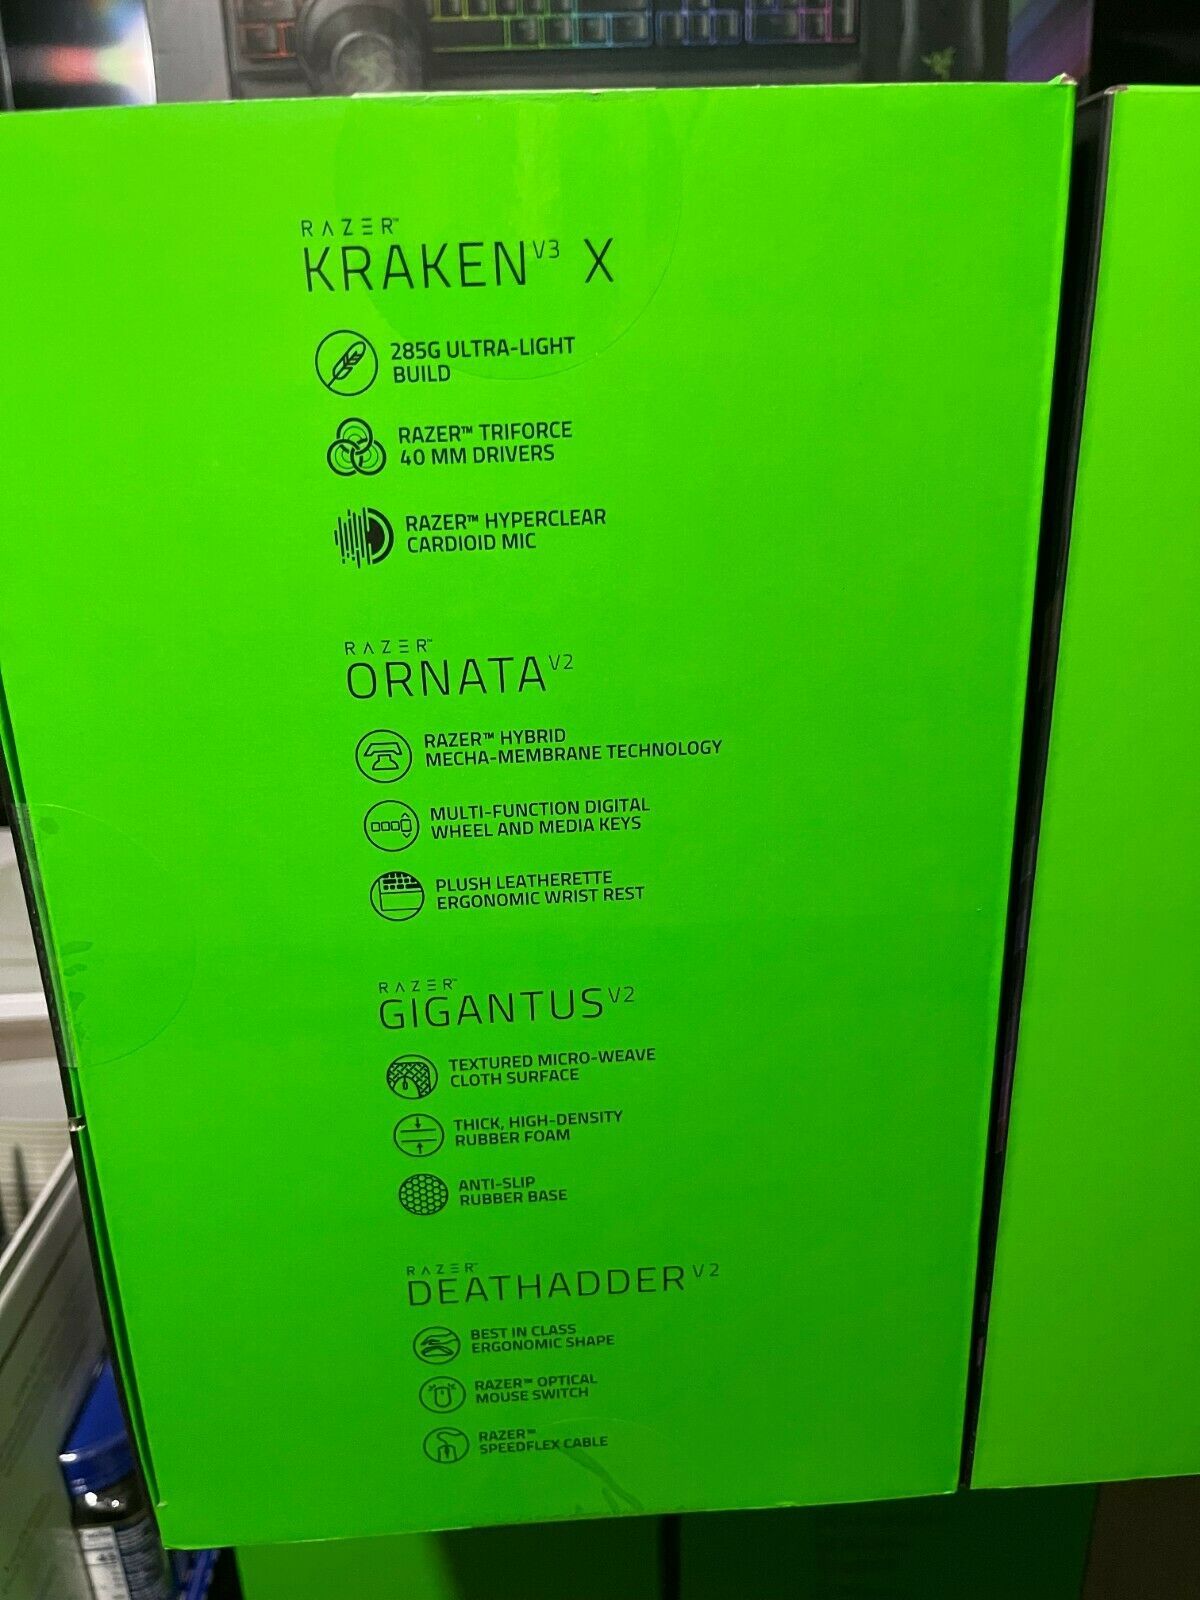 RAZER™
KRAKEN V3 X
285G ULTRA-LIGHT
BUILD
RAZER™ TRIFORCE
40 MM DRIVERS
RAZER™ HYPERCLEAR
CARDIOID MIC
RAZER™
ORNATA V2
RAZER™ HYBRID
MECHA-MEMBRANE TECHNOLOGY
MULTI-FUNCTION DIGITAL
WHEEL AND MEDIA KEYS
PLUSH LEATHERETTE
ERGONOMIC WRIST REST
RAZER™
GIGANTUS V2
TEXTURED MICRO-WEAVE
CLOTH SURFACE
THICK, HIGH-DENSITY
RUBBER FOAM
ANTI-SLIP
RUBBER BASE
RAZER™
DEATHADDER V2
BEST IN CLASS
ERGONOMIC SHAPE
RAZER™ OPTICAL
MOUSE SWITCH
RAZER™
SPEEDFLEX CABLE